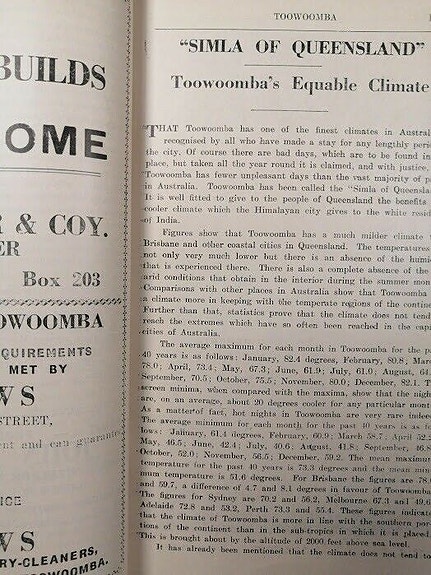 BUILDS
OME
R & COY.
ER
Box 203
OWOOMBA
QUIREMENTS
MET BY
WS
STREET,
ent and can guarante
ICE
WS
RY-CLEANERS,
OWOOMBA.
TOOWOOMBA
"SIMLA OF QUEENSLAND"
Toowoomba's Equable Climate
THAT Toowoomba has one of the finest climates in Austral
recognised by all who have made a stay for any lengthy peri
the city. Of course there are bad days, which are to be found in
place, but taken all the year round it is claimed, and with justice,
Toowoomba has fewer unpleasant days than the vast majority of p
in Australia. Toowoomba has been called the "Simla of Queensla
It is well fitted to give to the people of Queensland the benefits
cooler climate which the Himalayan city gives to the white resid
of India.
Figures show that Toowoomba has a much milder climate t
Brisbane and other coastal cities in Queensland. The temperatures
not only very much lower but there is an absence of the humid
that is experienced there. There is also a complete absence of the
arid conditions that obtain in the interior during the summer mon
Comparisons with other places in Australia show that Toowoomba
a climate more in keeping with the temperate regions of the contine
Further than that, statistics prove that the climate does not tend
reach the extremes which have so often been reached in the capi
cities of Australia.
The average maximum for each month in Toowoomba for the p
40 years is as follows: January, 82.4 degrees, February, 80.8; Mar
78.0; April, 73.4; May, 67.3; June, 61.9; July, 61.0; August, 64.
September, 70.5; October, 75.5; November, 80.0; December, 82.1. T
screen minima, when compared with the maxima, show that the nigh
are, on an average, about 20 degrees cooler for any particular mont
As a matter of fact, hot nights in Toowoomba are very rare indeed
The average minimum for each month for the past 40 years is as f
lows: January, 61.4 degrees, February, 60.9; March 58.7; April 52.
May, 46.5; June, 42.4; July, 40.6; August, 41.8; September, 46.8
October, 52.0; November, 56.5; December, 59.2. The mean maximum
temperature for the past 40 years is 73.3 degrees and the mean mini
mum temperature is 51.6 degrees. For Brisbane the figures are 78.0
and 59.7, a difference of 4.7 and 8.1 degrees in favour of Toowoomba.
The figures for Sydney are 70.2 and 56.2, Melbourne 67.4 and 49.6
Adelaide 72.8 and 53.2, Perth 73.3 and 55.4. These figures indicate
that the climate of Toowoomba is more in line with the southern por-
tions of the continent than in the sub-tropics in which it is placed.
This is brought about by the altitude of 2000 feet above sea level.
It has already been mentioned that the climate does not tend to